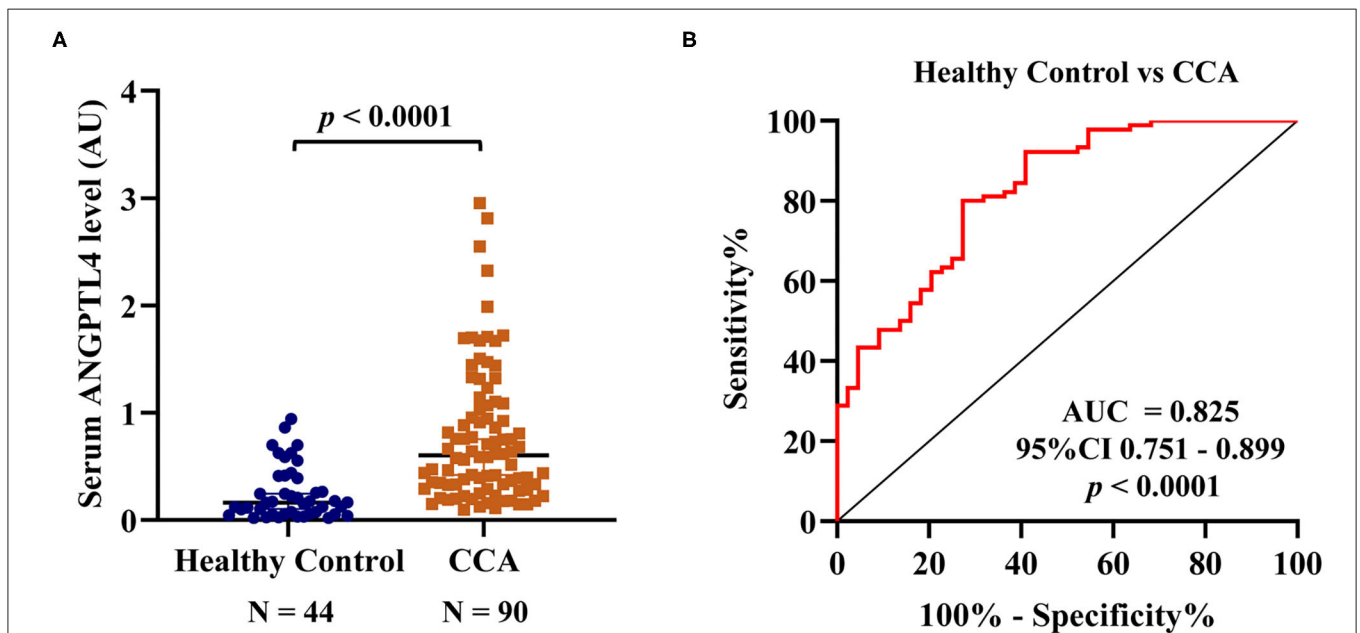 A
Serum ANGPTL4 level (AU)
4
3
2
1
0
p < 0.0001
Healthy Control
CCA
N = 44
N = 90
B
Healthy Control vs CCA
Sensitivity%
100
80
60
40
20
0
AUC = 0.825
95%CI 0.751 - 0.899
p < 0.0001
0 20 40 60 80 100
100% - Specificity%